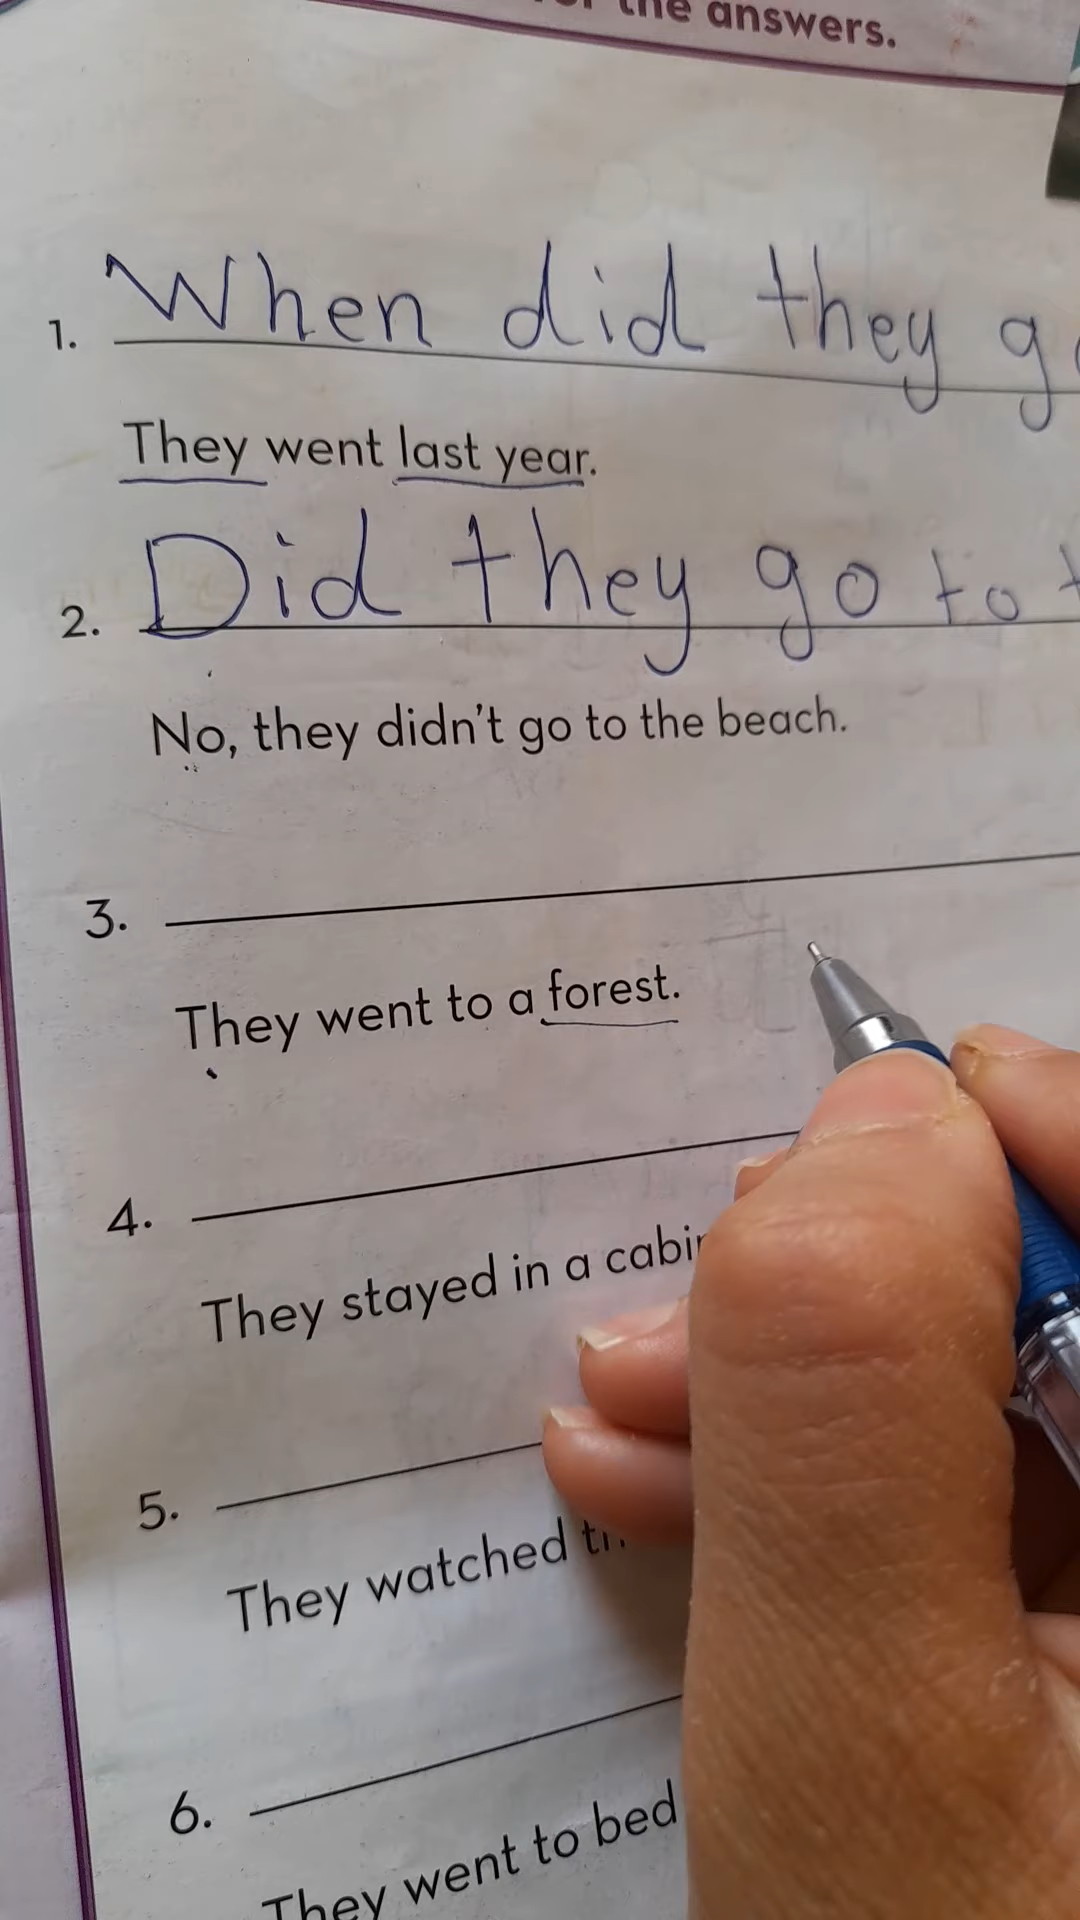 the answers.
1. When did they
They went last year.
2. Did they go to
No, they didn't go to the beach.
3.
They went to a forest.
4.
They stayed in a
5.
They watched
6.
They went to bed